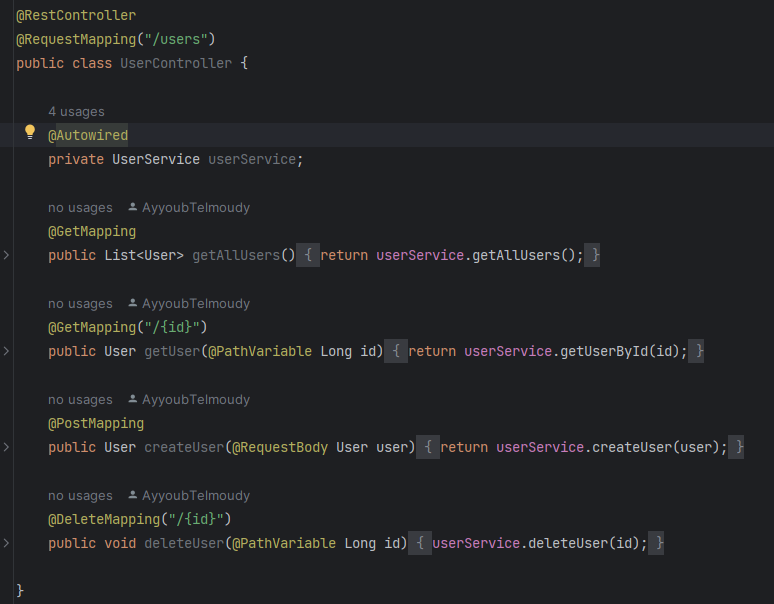 @RestController
@RequestMapping("/users")
public class UserController {
4 usages
@Autowired
private UserService userService;
no usages AyyoubTelmoudy
@GetMapping
public List<User> getAllUsers() { return userService.getAllUsers(); }
no usages AyyoubTelmoudy
@GetMapping("/{id}")
public User getUser(@PathVariable Long id) { return userService.getUserById(id); }
no usages AyyoubTelmoudy
@PostMapping
public User createUser(@RequestBody User user) { return userService.createUser(user); }
no usages AyyoubTelmoudy
@DeleteMapping("/{id}")
public void deleteUser(@PathVariable Long id) { userService.deleteUser(id); }
}